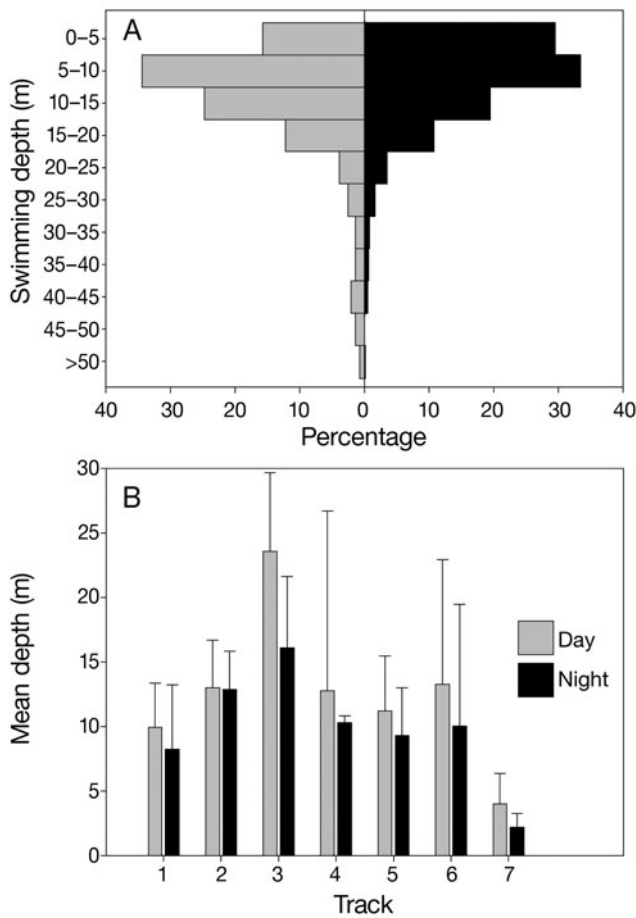 A
Swimming depth (m)
0–5
5–10
10–15
15–20
20–25
25–30
30–35
35–40
40–45
45–50
>50
40 30 20 10 0 10 20 30 40
Percentage
B
Mean depth (m)
30
25
20
15
10
5
0
Day
Night
1 2 3 4 5 6 7
Track